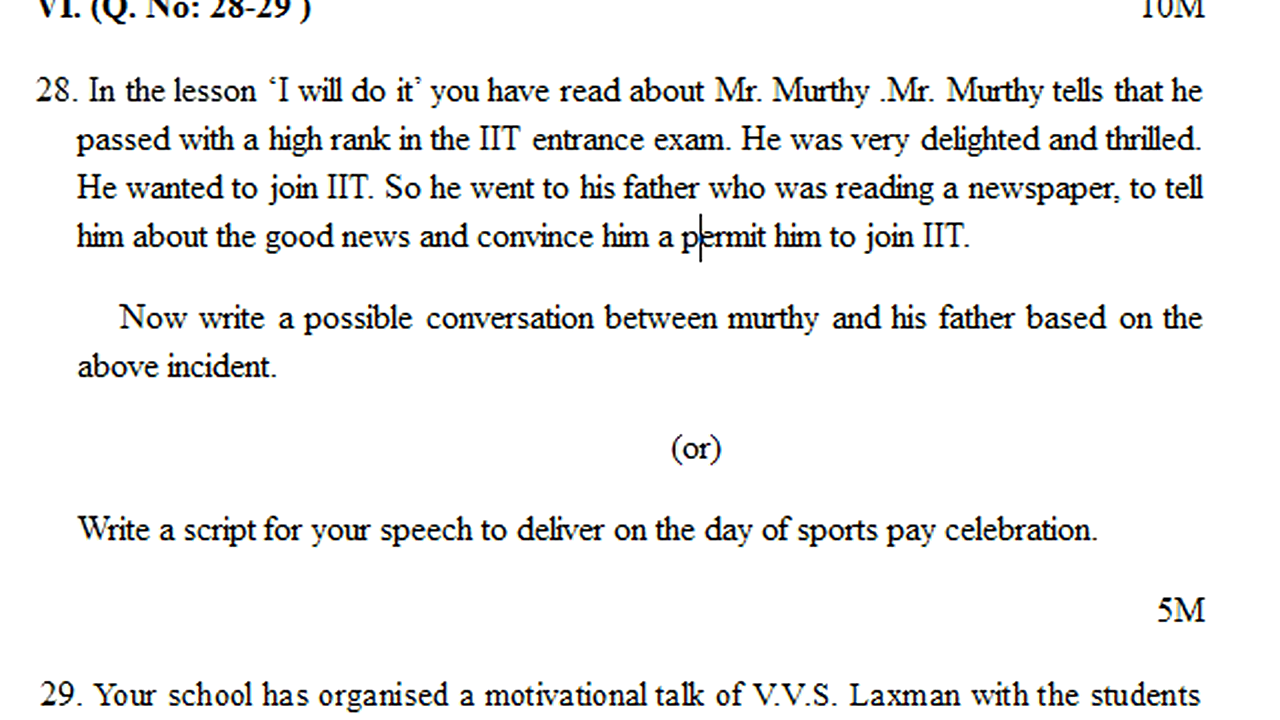 VI. (Q. No: 28-29 ) 10M
28. In the lesson ‘I will do it’ you have read about Mr. Murthy .Mr. Murthy tells that he
passed with a high rank in the IIT entrance exam. He was very delighted and thrilled.
He wanted to join IIT. So he went to his father who was reading a newspaper, to tell
him about the good news and convince him a permit him to join IIT.
Now write a possible conversation between murthy and his father based on the
above incident.
(or)
Write a script for your speech to deliver on the day of sports pay celebration.
5M
29. Your school has organised a motivational talk of V.V.S. Laxman with the students